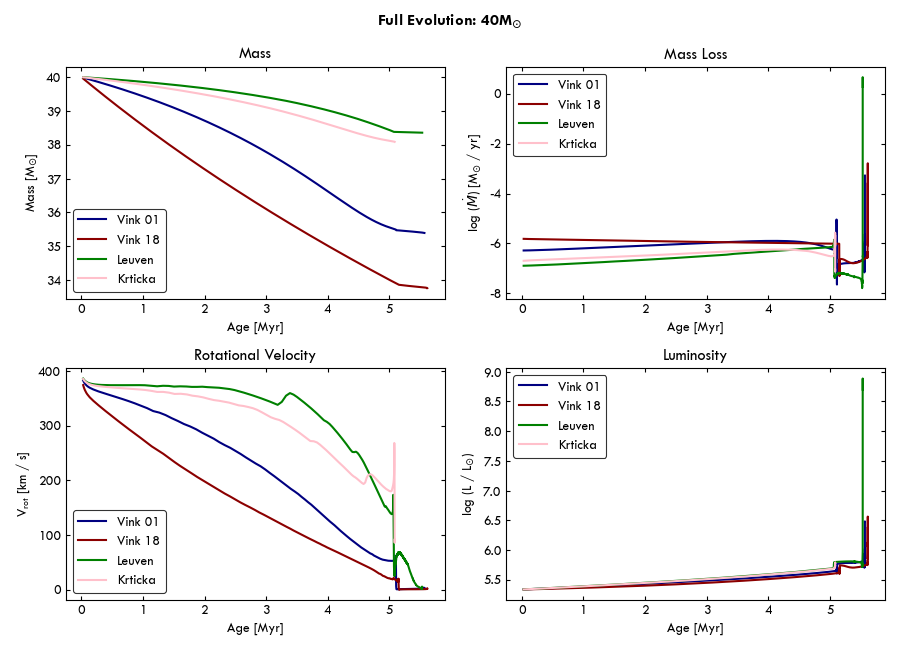 Full Evolution: 40M⊙
Mass
Mass [M⊙]
40
39
38
37
36
35
34
Vink 01
Vink 18
Leuven
Krticka
0 1 2 3 4 5
Age [Myr]
Mass Loss
log (Ṁ) [M⊙ / yr]
0
-2
-4
-6
-8
Vink 01
Vink 18
Leuven
Krticka
0 1 2 3 4 5
Age [Myr]
Rotational Velocity
Vrot [km / s]
400
300
200
100
0
Vink 01
Vink 18
Leuven
Krticka
0 1 2 3 4 5
Age [Myr]
Luminosity
log (L / L⊙)
9.0
8.5
8.0
7.5
7.0
6.5
6.0
5.5
Vink 01
Vink 18
Leuven
Krticka
0 1 2 3 4 5
Age [Myr]